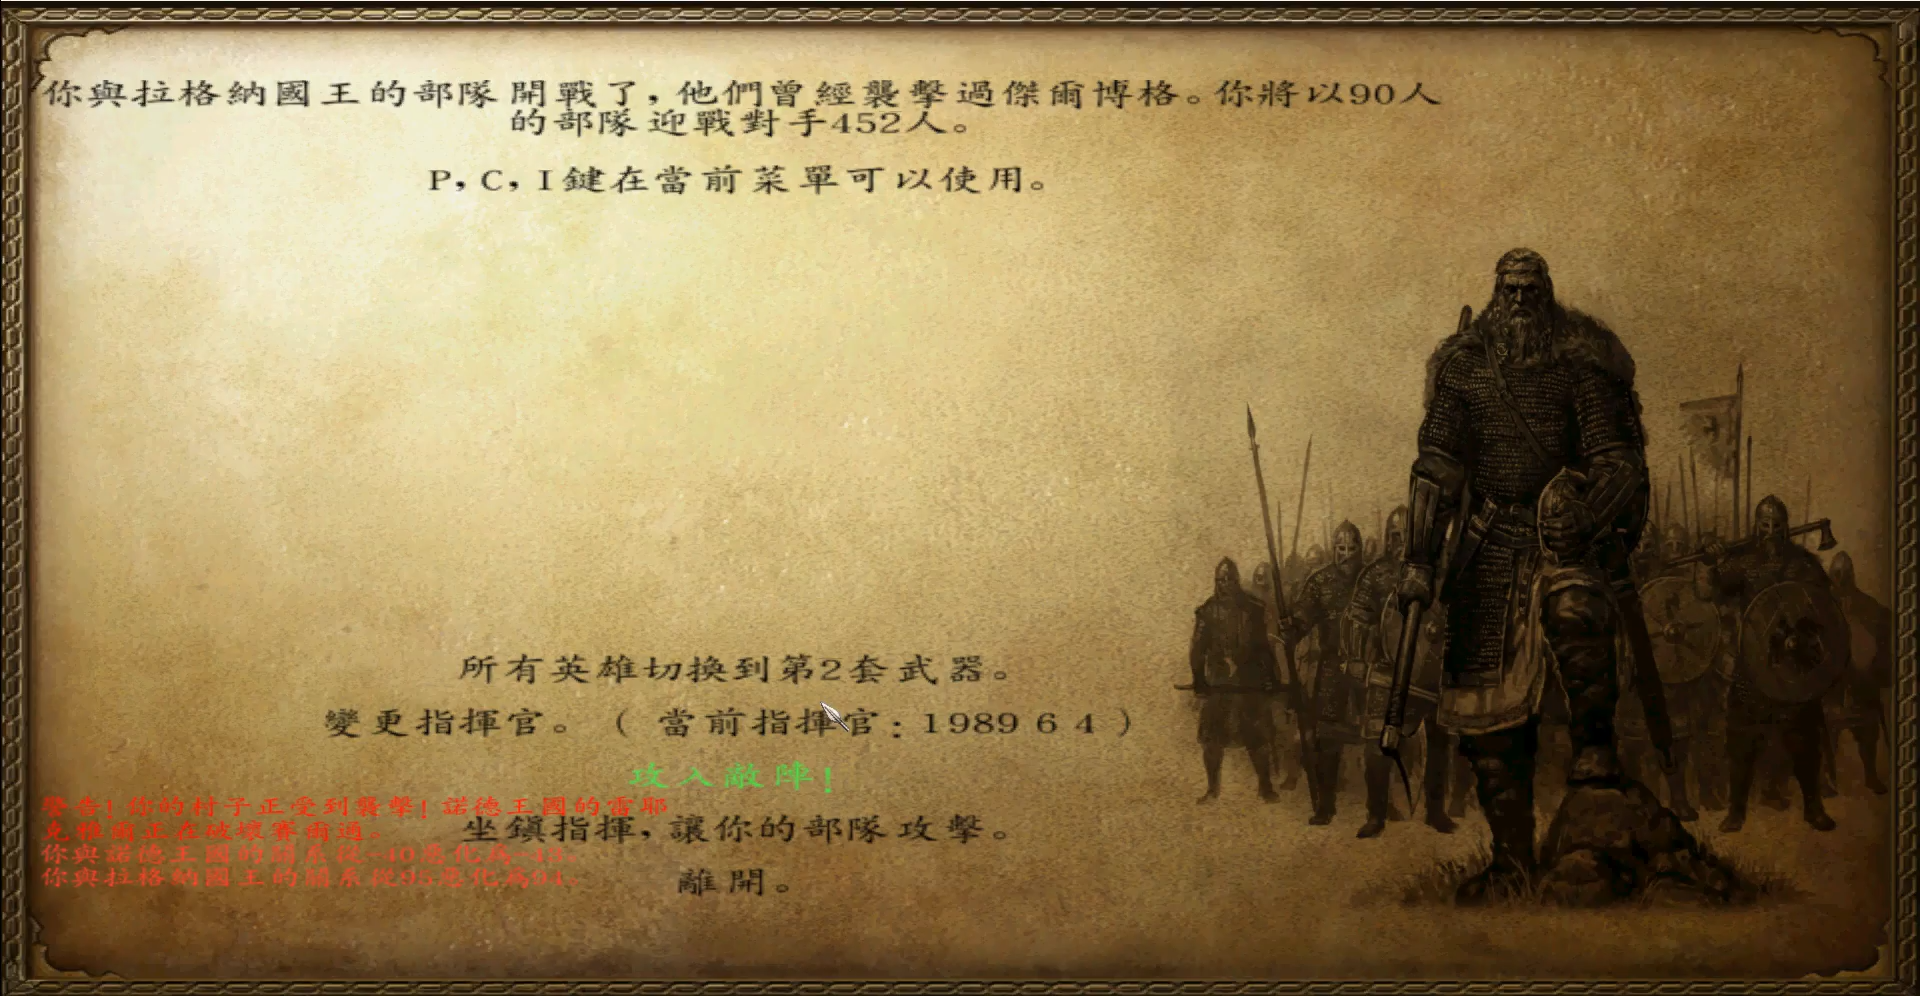 你與拉格納國王的部隊開戰了，他們曾經襲擊過傑爾博格。你將以90人
的部隊迎戰對手452人。
P，C，I鍵在當前菜單可以使用。
所有英雄切換到第2套武器。
變更指揮官。（ 當前指揮官：1989 6 4 ）
攻入敵陣！
警告！你的村子正受到襲擊！諾德王國的雷耶
克雅爾正在破壞賽爾適。
坐鎮指揮，讓你的部隊攻擊。
你與諾德王國的關系從-40惡化為-43。
你與拉格納國王的關系從95惡化為94。
離開。